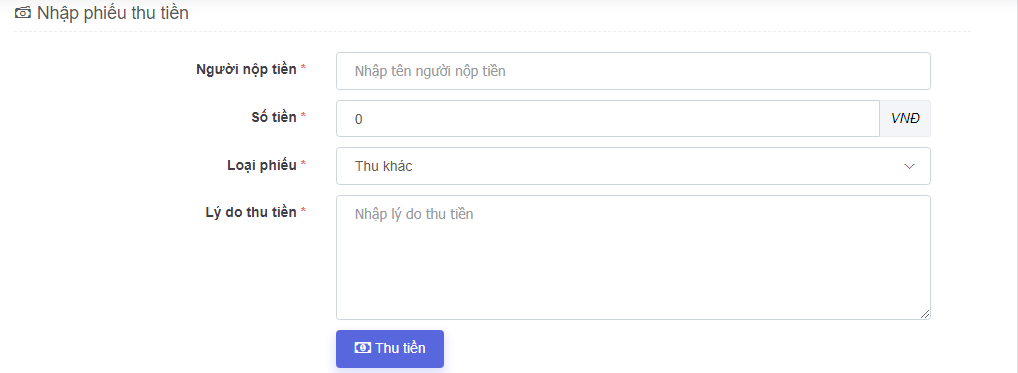 Nhập phiếu thu tiền
Người nộp tiền *
Nhập tên người nộp tiền
Số tiền *
0
VNĐ
Loại phiếu *
Thu khác
Lý do thu tiền *
Nhập lý do thu tiền
Thu tiền